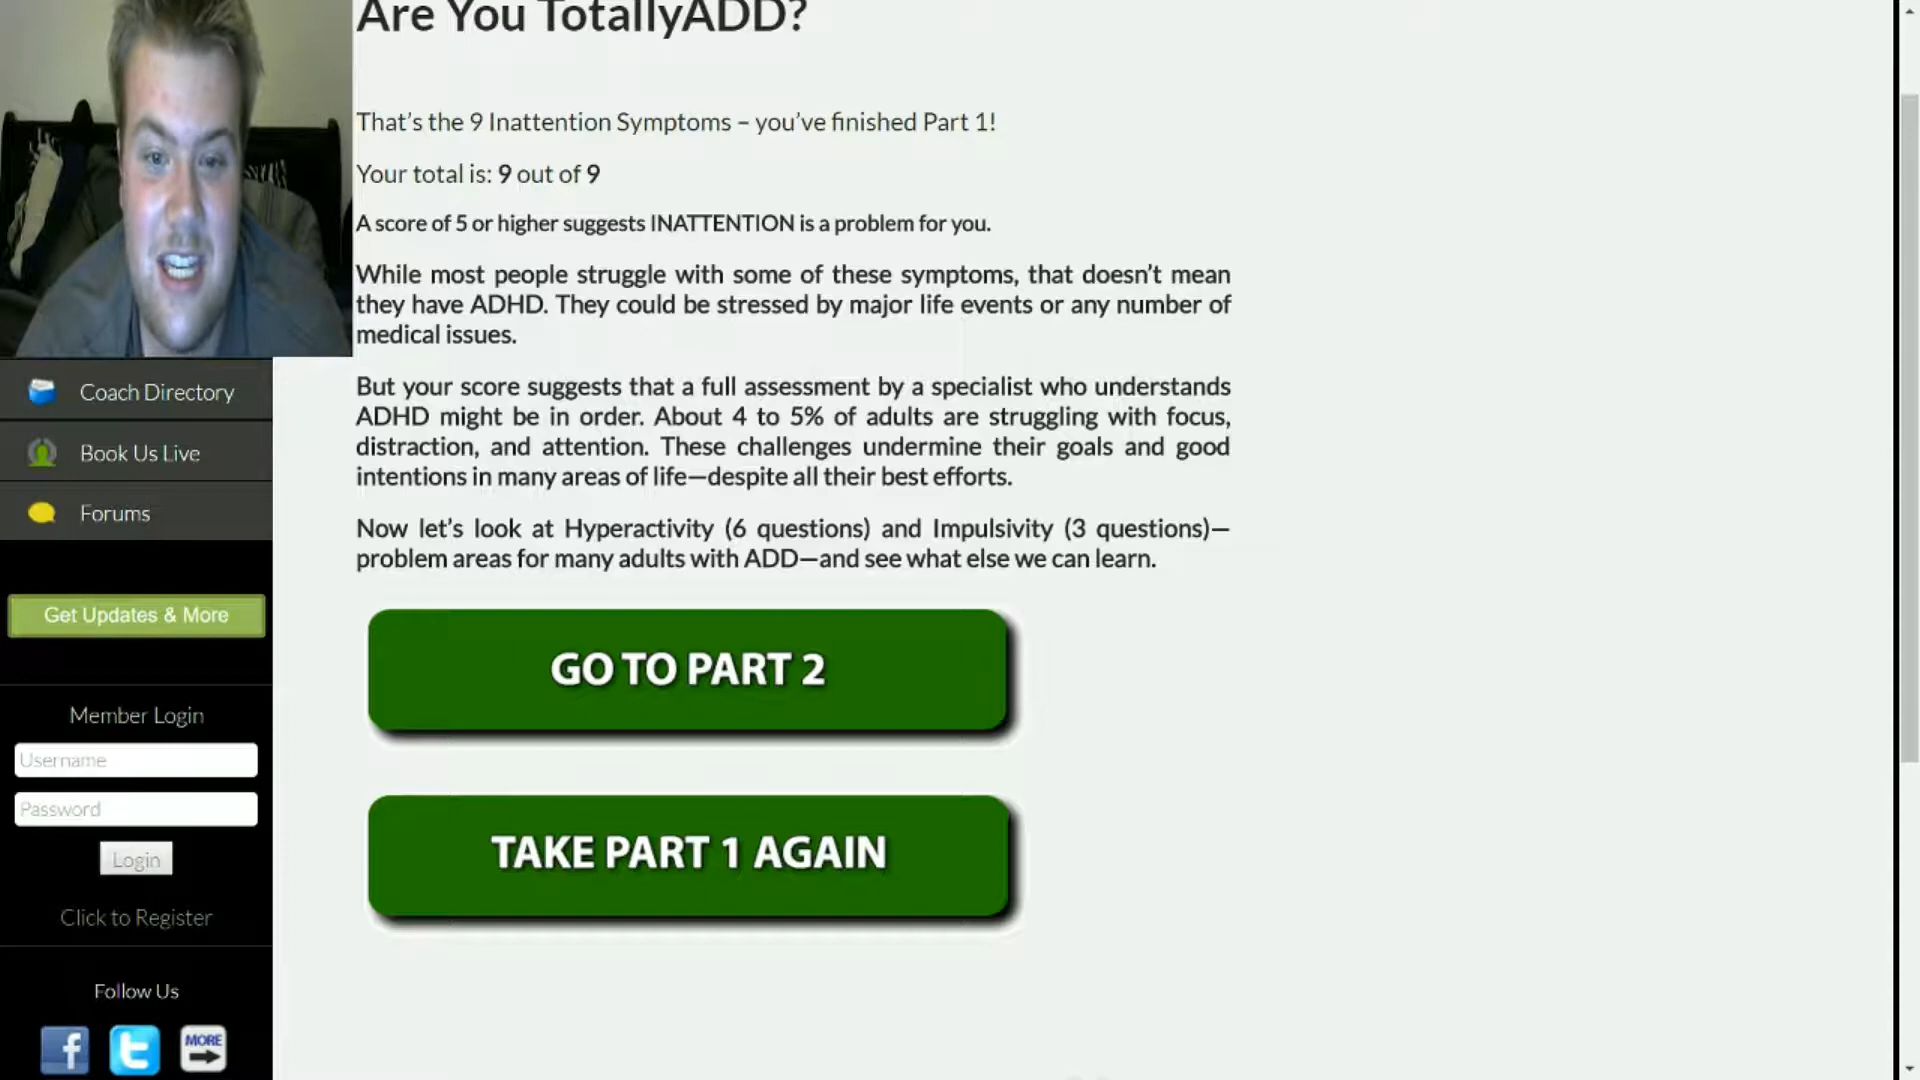 Are You TotallyADD?
That's the 9 Inattention Symptoms – you've finished Part 1!
Your total is: 9 out of 9
A score of 5 or higher suggests INATTENTION is a problem for you.
While most people struggle with some of these symptoms, that doesn't mean
they have ADHD. They could be stressed by major life events or any number of
medical issues.
But your score suggests that a full assessment by a specialist who understands
ADHD might be in order. About 4 to 5% of adults are struggling with focus,
distraction, and attention. These challenges undermine their goals and good
intentions in many areas of life—despite all their best efforts.
Now let's look at Hyperactivity (6 questions) and Impulsivity (3 questions)—
problem areas for many adults with ADD—and see what else we can learn.
GO TO PART 2
TAKE PART 1 AGAIN
Coach Directory
Book Us Live
Forums
Get Updates & More
Member Login
Username
Password
Login
Click to Register
Follow Us
f
t
MORE